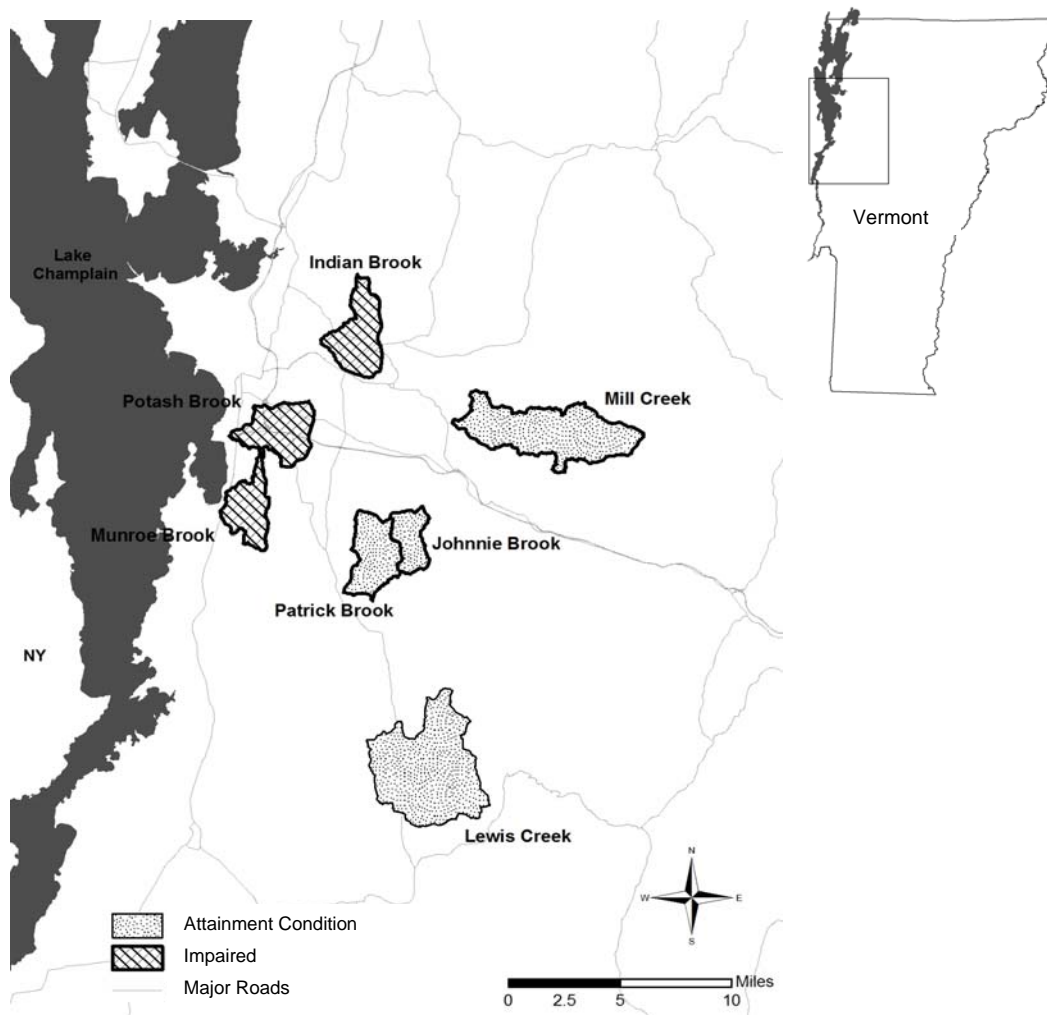 Vermont
Lake
Champlain
Indian Brook
Potash Brook
Mill Creek
Munroe Brook
Johnnie Brook
Patrick Brook
NY
Lewis Creek
N
W
E
S
Attainment Condition
Impaired
Major Roads
Miles
0 2.5 5 10